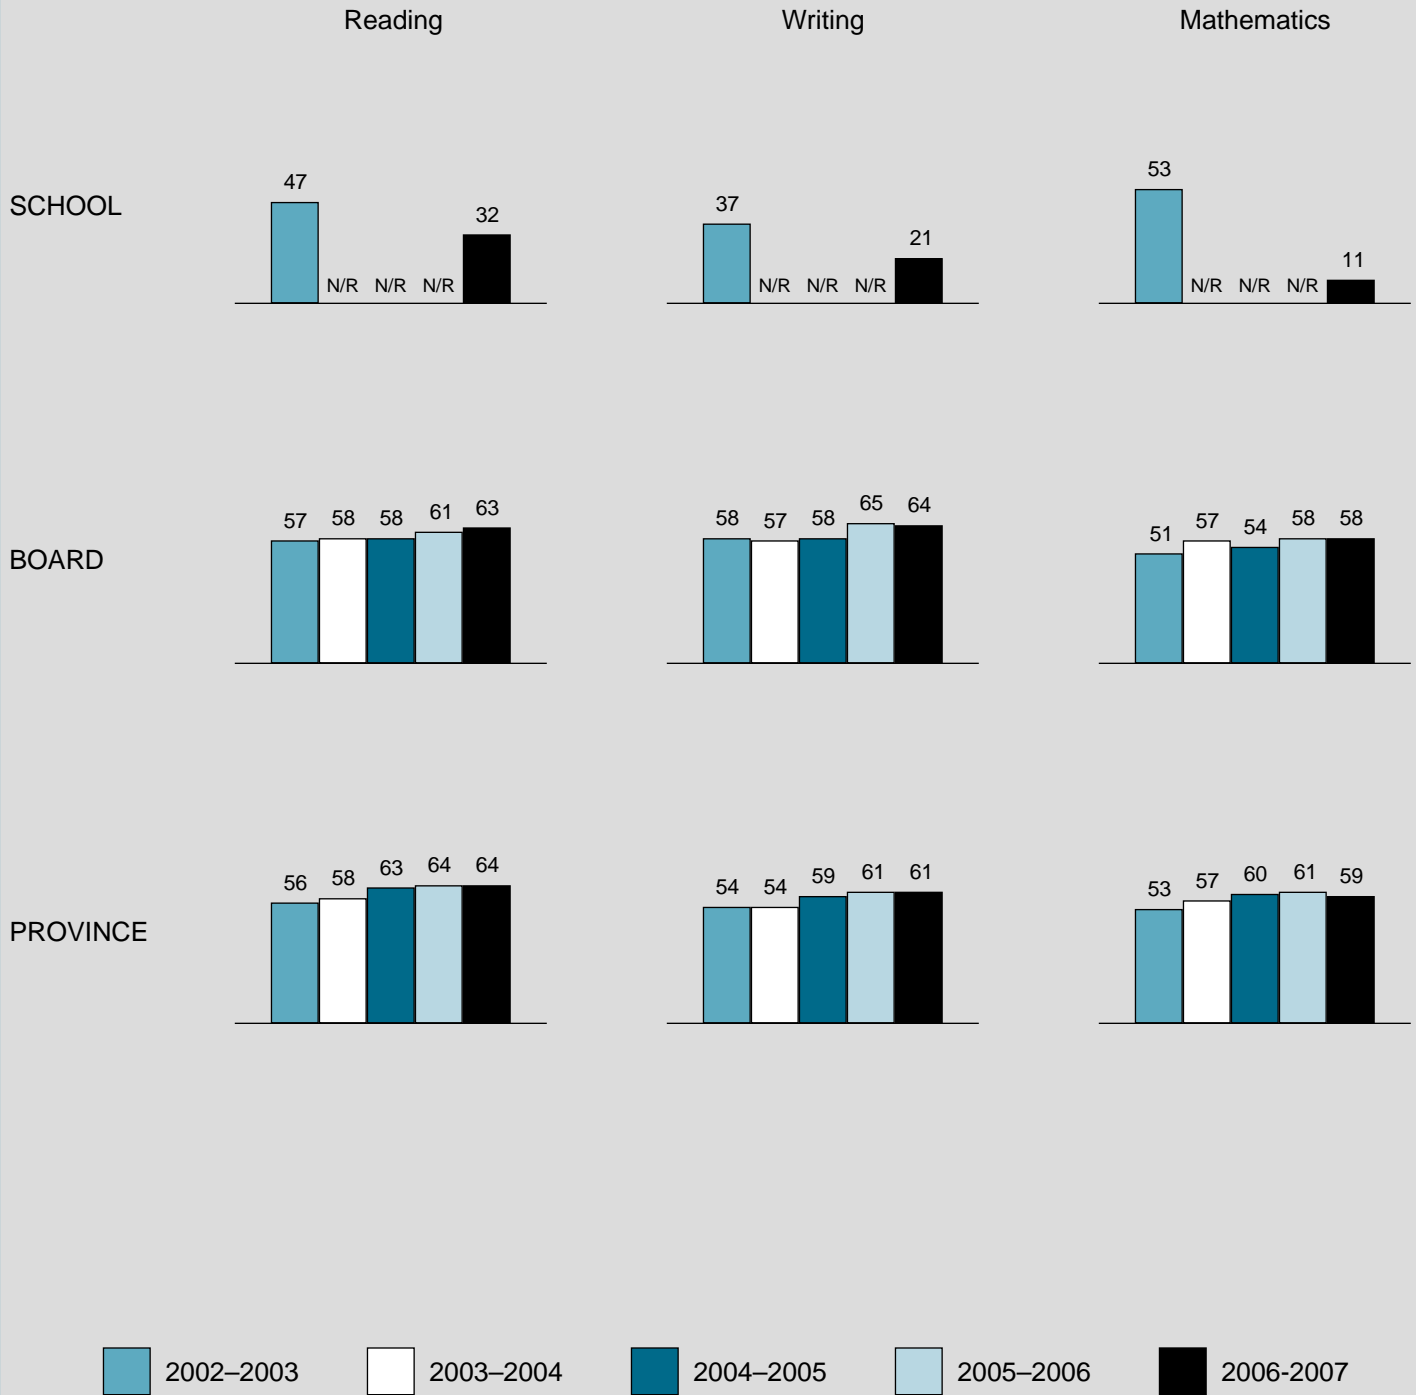 Reading Writing Mathematics
SCHOOL
47 N/R N/R N/R 32
37 N/R N/R N/R 21
53 N/R N/R N/R 11
BOARD
57 58 58 61 63
58 57 58 65 64
51 57 54 58 58
PROVINCE
56 58 63 64 64
54 54 59 61 61
53 57 60 61 59
2002–2003 2003–2004 2004–2005 2005–2006 2006-2007